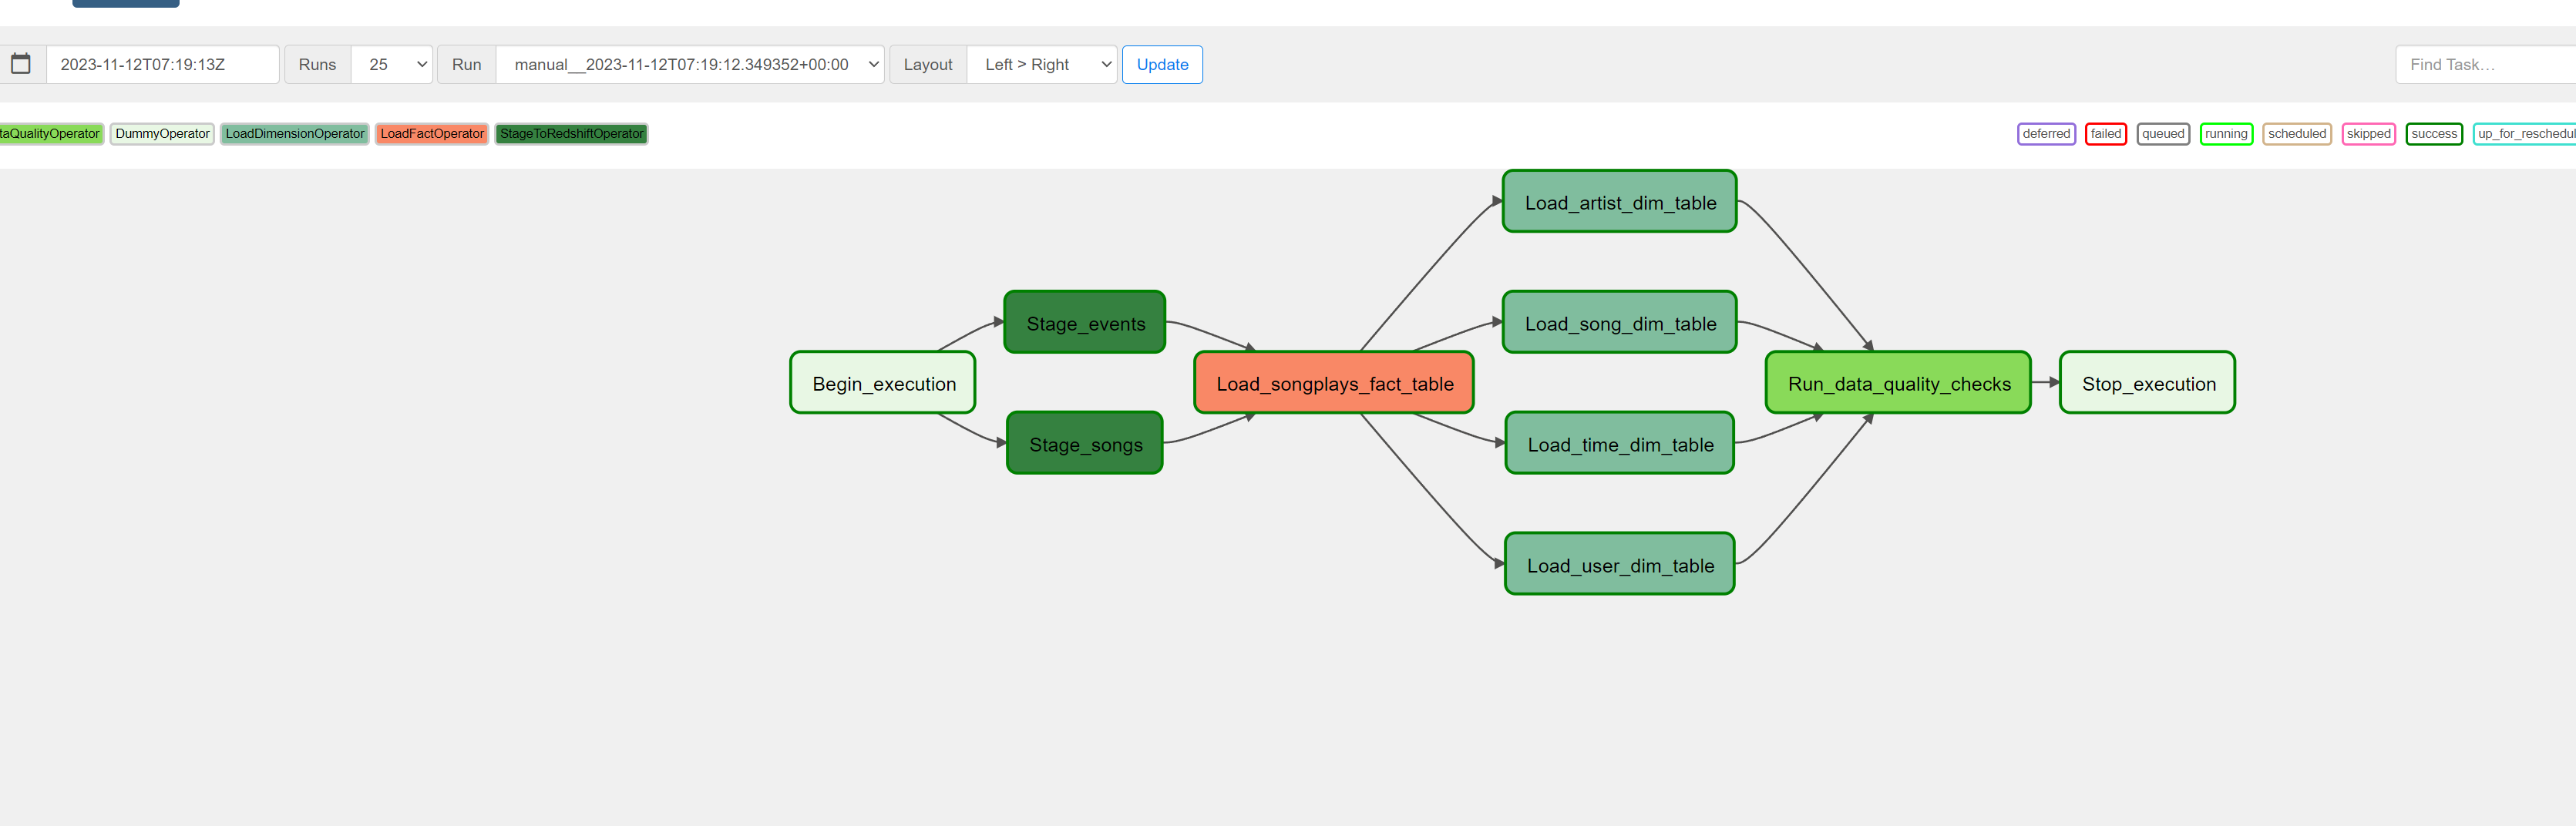 2023-11-12T07:19:13Z Runs 25 Run manual__2023-11-12T07:19:12.349352+00:00 Layout Left > Right Update Find Task...
taQualityOperator DummyOperator LoadDimensionOperator LoadFactOperator StageToRedshiftOperator deferred failed queued running scheduled skipped success up_for_reschedul
Load_artist_dim_table
Stage_events Load_song_dim_table
Begin_execution Load_songplays_fact_table Run_data_quality_checks Stop_execution
Stage_songs Load_time_dim_table
Load_user_dim_table